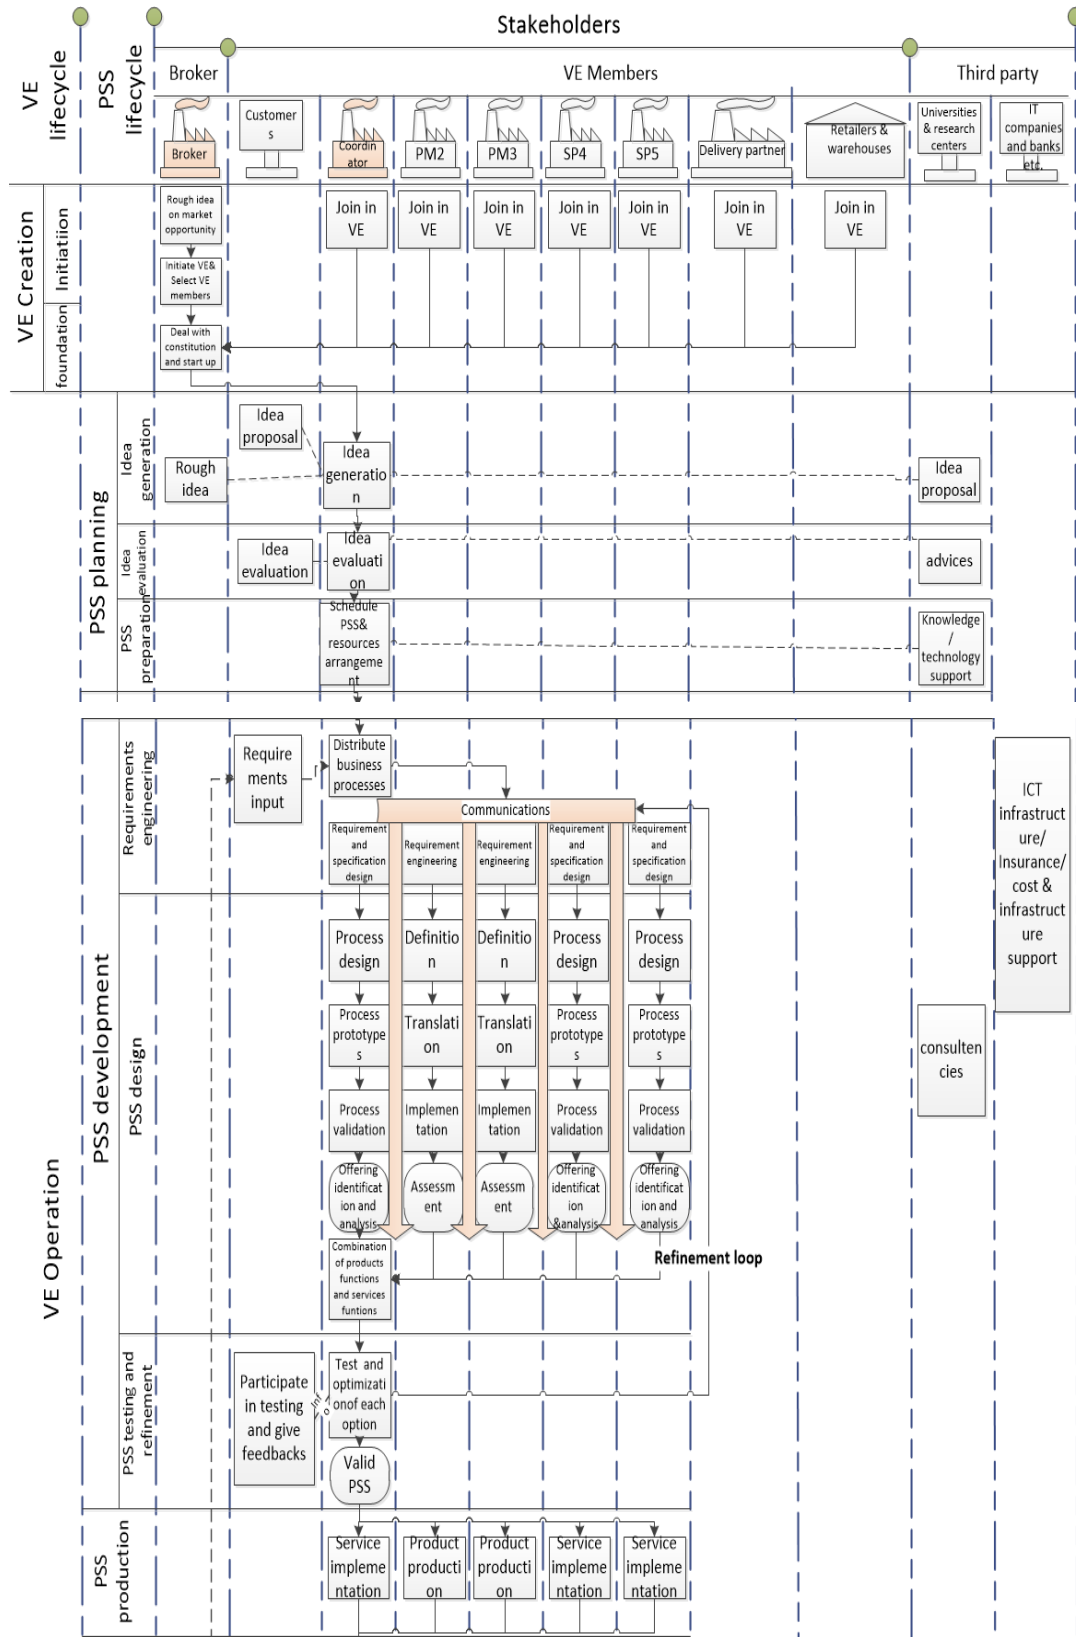 Stakeholders
VE
lifecycle
PSS
lifecycle
Broker
VE Members
Third party
Broker
Customer
s
Coordin
ator
PM2
PM3
SP4
SP5
Delivery partner
Retailers &
warehouses
Universities
& research
centers
IT
companies
and banks
etc.
VE Creation
Initiatiion
foundation
Rough idea
on market
opportunity
Initiate VE&
Select VE
members
Deal with
constitution
and start up
Join in
VE
Join in
VE
Join in
VE
Join in
VE
Join in
VE
Join in
VE
Join in
VE
PSS planning
Idea
generation
Idea
proposal
Rough
idea
Idea
generatio
n
Idea
proposal
Idea
evaluation
Idea
evaluation
Idea
evaluati
on
advices
PSS
preparation
Schedule
PSS&
resources
arrangeme
nt
Knowledge
/
technology
support
VE Operation
PSS development
Requirements
engineering
Require
ments
input
Distribute
business
processes
Communications
Requirement
and
specification
design
Requirement
engineering
Requirement
engineering
Requirement
and
specification
design
Requirement
and
specification
design
ICT
infrastruct
ure/
Insurance/
cost &
infrastruct
ure
support
PSS design
Process
design
Definitio
n
Definitio
n
Process
design
Process
design
Process
prototype
s
Translati
on
Translati
on
Process
prototype
s
Process
prototype
s
consulten
cies
Process
validation
Implemen
tation
Implemen
tation
Process
validation
Process
validation
Offering
identificat
ion and
analysis
Assessm
ent
Assessm
ent
Offering
identificat
ion
&analysis
Offering
identificat
ion and
analysis
Combination
of products
functions
and services
funtions
Refinement loop
PSS testing and
refinement
Participate
in testing
and give
feedbacks
Inf
o
Test and
optimizati
onof each
option
Valid
PSS
PSS
production
Service
impleme
ntation
Product
producti
on
Product
producti
on
Service
impleme
ntation
Service
impleme
ntation